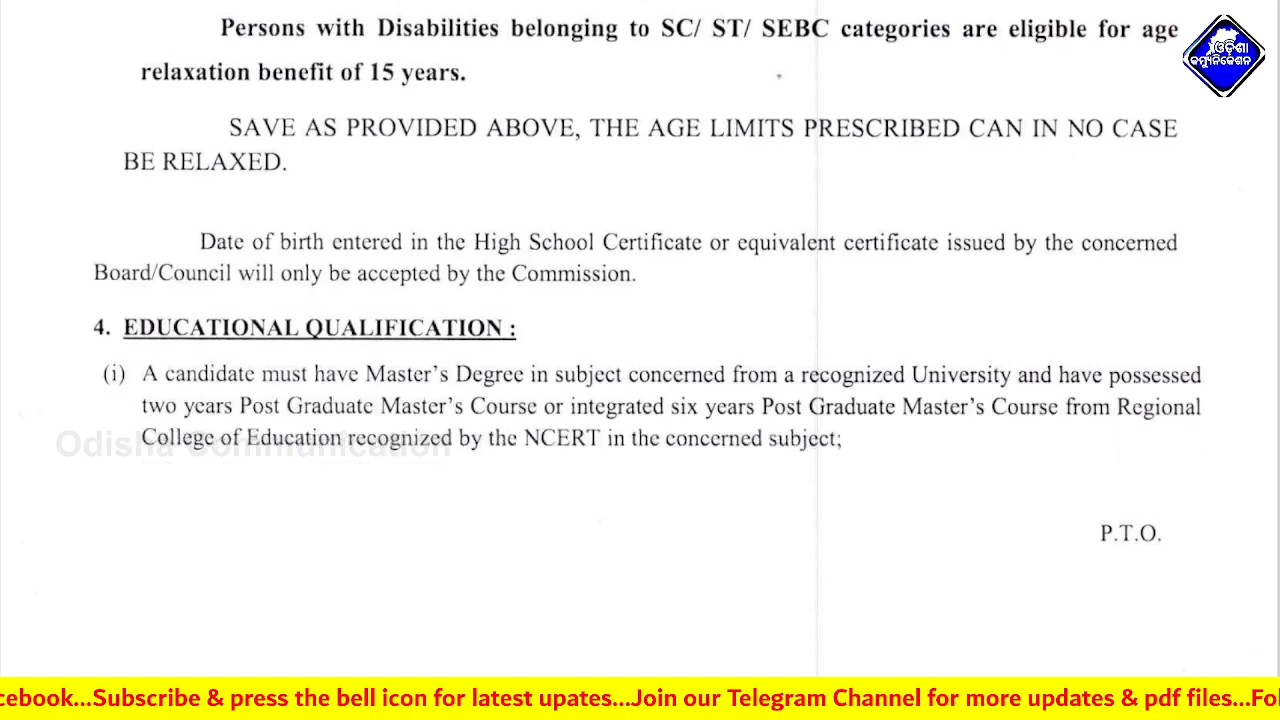 Persons with Disabilities belonging to SC/ ST/ SEBC categories are eligible for age
relaxation benefit of 15 years.
ଓଡ଼ିଶା
କମ୍ୟୁନିକେଶନ
SAVE AS PROVIDED ABOVE, THE AGE LIMITS PRESCRIBED CAN IN NO CASE
BE RELAXED.
Date of birth entered in the High School Certificate or equivalent certificate issued by the concerned
Board/Council will only be accepted by the Commission.
4. EDUCATIONAL QUALIFICATION :
(i) A candidate must have Master's Degree in subject concerned from a recognized University and have possessed
two years Post Graduate Master's Course or integrated six years Post Graduate Master's Course from Regional
College of Education recognized by the NCERT in the concerned subject;
Odisha Communication
P.T.O.
cebook...Subscribe & press the bell icon for latest upates...Join our Telegram Channel for more updates & pdf files...Fol